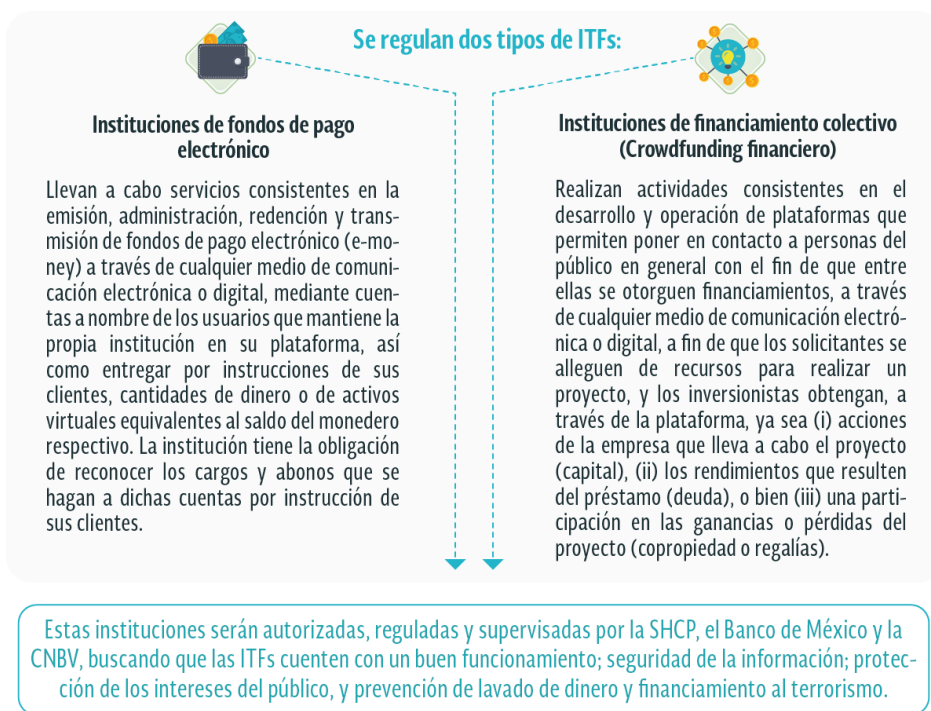 Se regulan dos tipos de ITFs:
Instituciones de fondos de pago
electrónico
Llevan a cabo servicios consistentes en la
emisión, administración, redención y trans-
misión de fondos de pago electrónico (e-mo-
ney) a través de cualquier medio de comuni-
cación electrónica o digital, mediante cuen-
tas a nombre de los usuarios que mantiene la
propia institución en su plataforma, así
como entregar por instrucciones de sus
clientes, cantidades de dinero o de activos
virtuales equivalentes al saldo del monedero
respectivo. La institución tiene la obligación
de reconocer los cargos y abonos que se
hagan a dichas cuentas por instrucción de
sus clientes.
Instituciones de financiamiento colectivo
(Crowdfunding financiero)
Realizan actividades consistentes en el
desarrollo y operación de plataformas que
permiten poner en contacto a personas del
público en general con el fin de que entre
ellas se otorguen financiamientos, a través
de cualquier medio de comunicación electró-
nica o digital, a fin de que los solicitantes se
alleguen de recursos para realizar un
proyecto, y los inversionistas obtengan, a
través de la plataforma, ya sea (i) acciones
de la empresa que lleva a cabo el proyecto
(capital), (ii) los rendimientos que resulten
del préstamo (deuda), o bien (iii) una parti-
cipación en las ganancias o pérdidas del
proyecto (copropiedad o regalías).
Estas instituciones serán autorizadas, reguladas y supervisadas por la SHCP, el Banco de México y la
CNBV, buscando que las ITFs cuenten con un buen funcionamiento; seguridad de la información; protec-
ción de los intereses del público, y prevención de lavado de dinero y financiamiento al terrorismo.